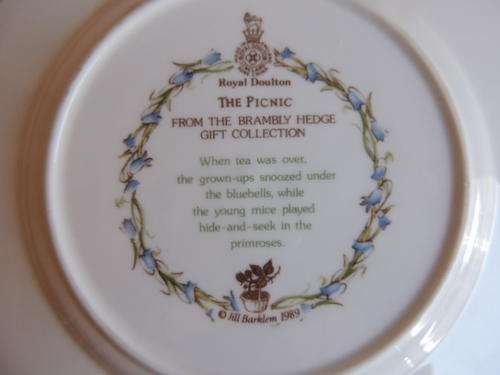 Royal Doulton
THE PICNIC
FROM THE BRAMBLY HEDGE
GIFT COLLECTION
When tea was over,
the grown-ups snoozed under
the bluebells, while
the young mice played
hide-and-seek in the
primroses.
© Jill Barklem 1989